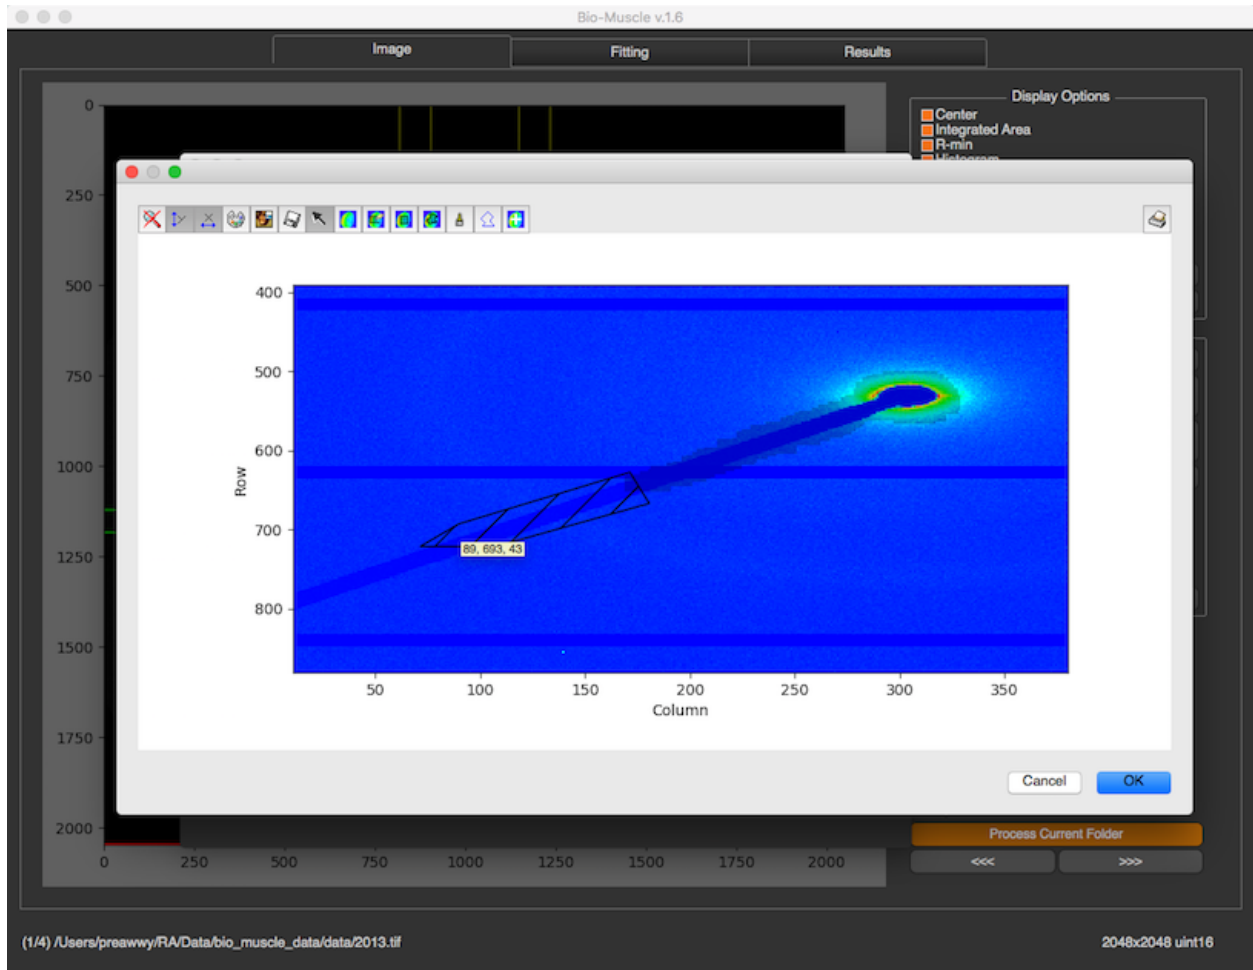 Bio-Muscle v.1.6
Image Fitting Results
Display Options
Center
Integrated Area
R-min
Histogram
0
250
500
750
1000
1250
1500
1750
2000
0 250 500 750 1000 1250 1500 1750 2000
400
500
600
700
800
Row
89, 693, 43
50 100 150 200 250 300 350
Column
Cancel OK
Process Current Folder
<<< >>>
(1/4) /Users/preawwy/RA/Data/bio_muscle_data/data/2013.tif 2048x2048 uint16